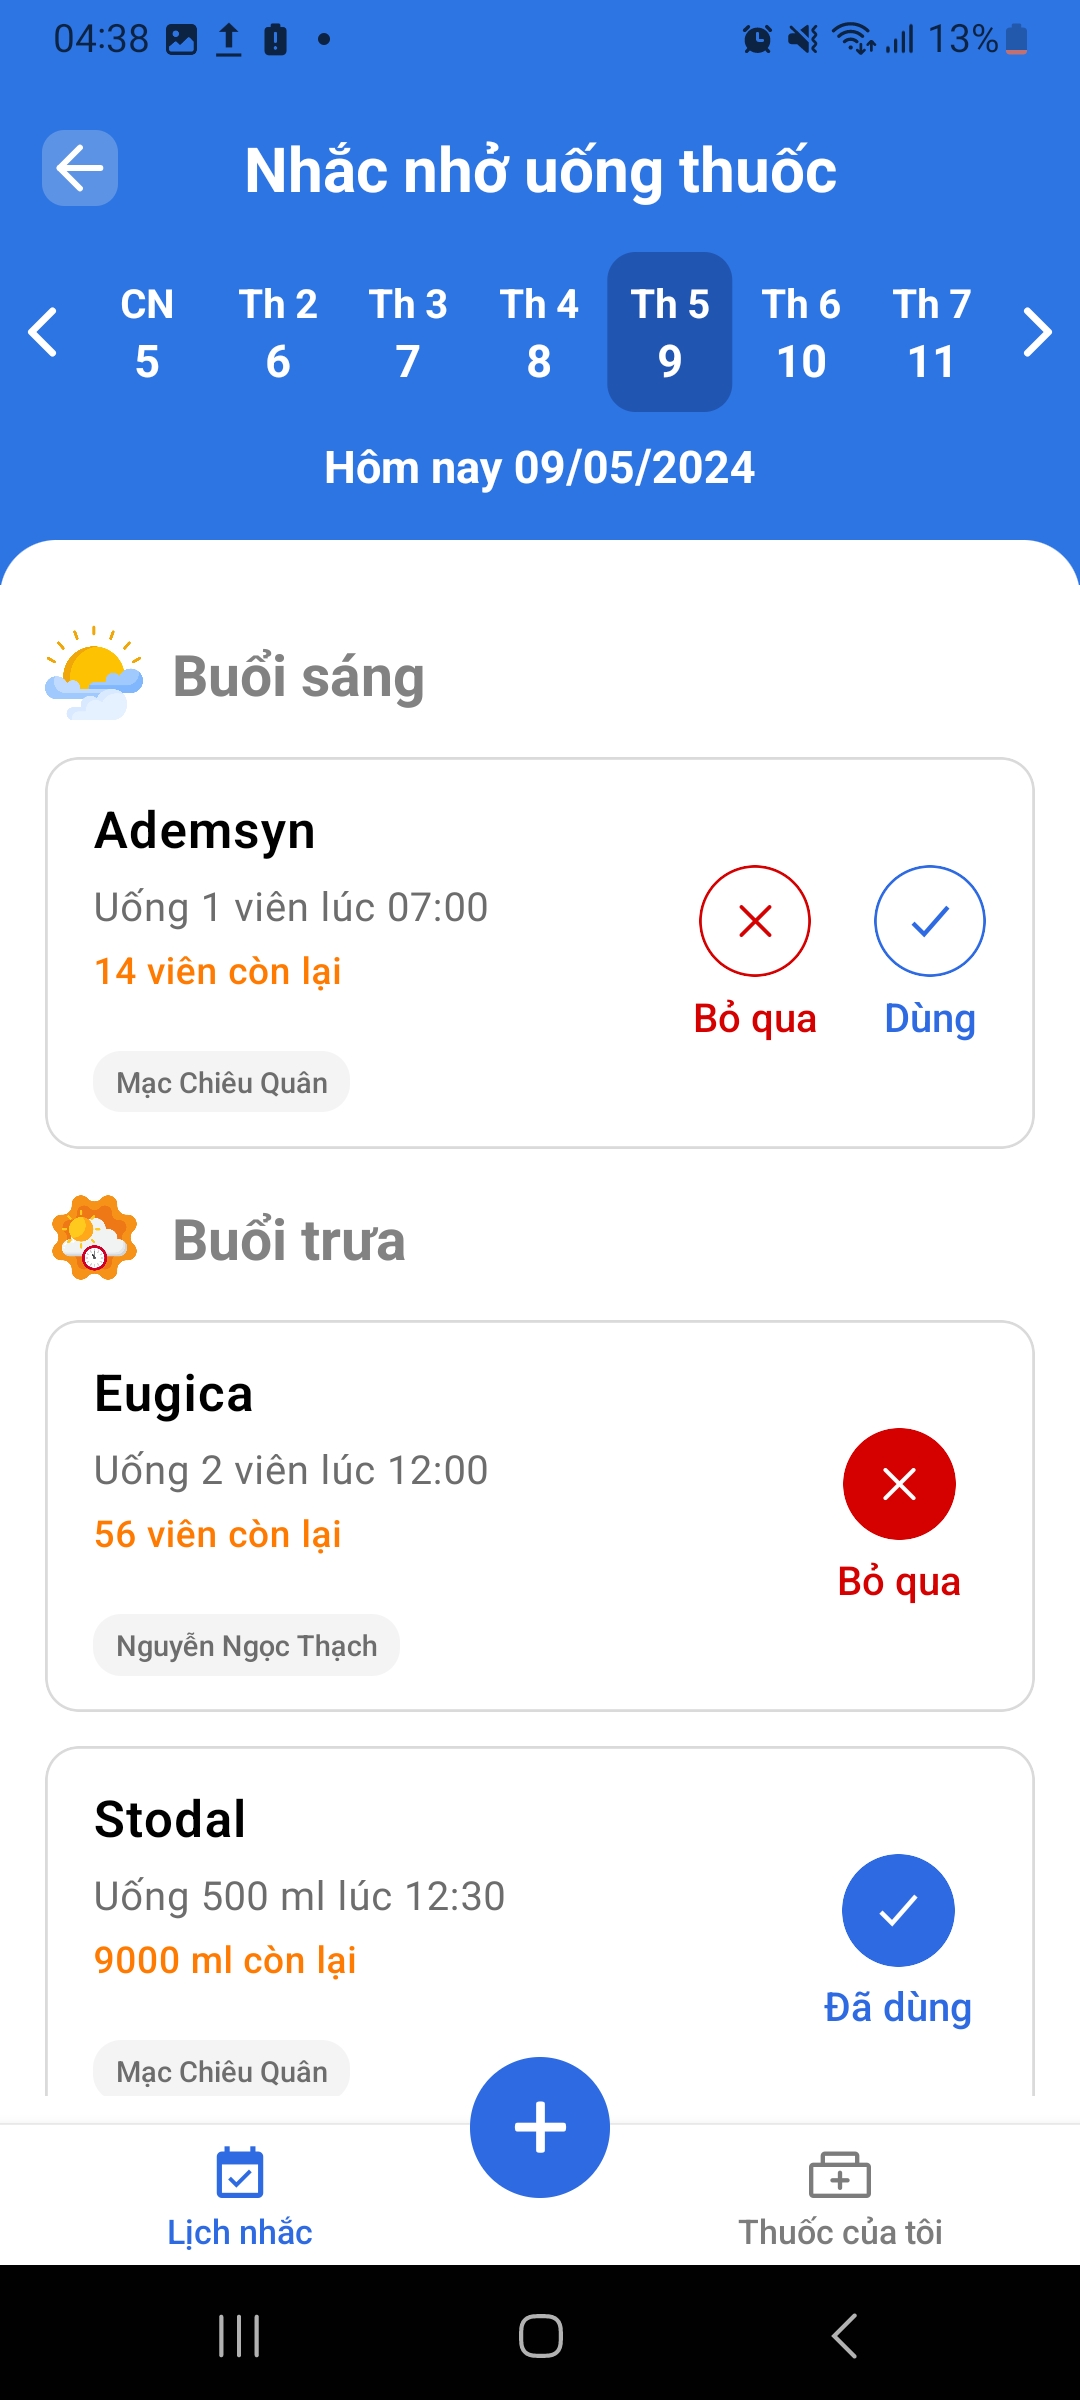 04:38
13%
Nhắc nhở uống thuốc
CN Th 2 Th 3 Th 4 Th 5 Th 6 Th 7
5 6 7 8 9 10 11
Hôm nay 09/05/2024
Buổi sáng
Ademsyn
Uống 1 viên lúc 07:00
14 viên còn lại
Bỏ qua
Dùng
Mạc Chiêu Quân
Buổi trưa
Eugica
Uống 2 viên lúc 12:00
56 viên còn lại
Bỏ qua
Nguyễn Ngọc Thạch
Stodal
Uống 500 ml lúc 12:30
9000 ml còn lại
Đã dùng
Mạc Chiêu Quân
Lịch nhắc
Thuốc của tôi